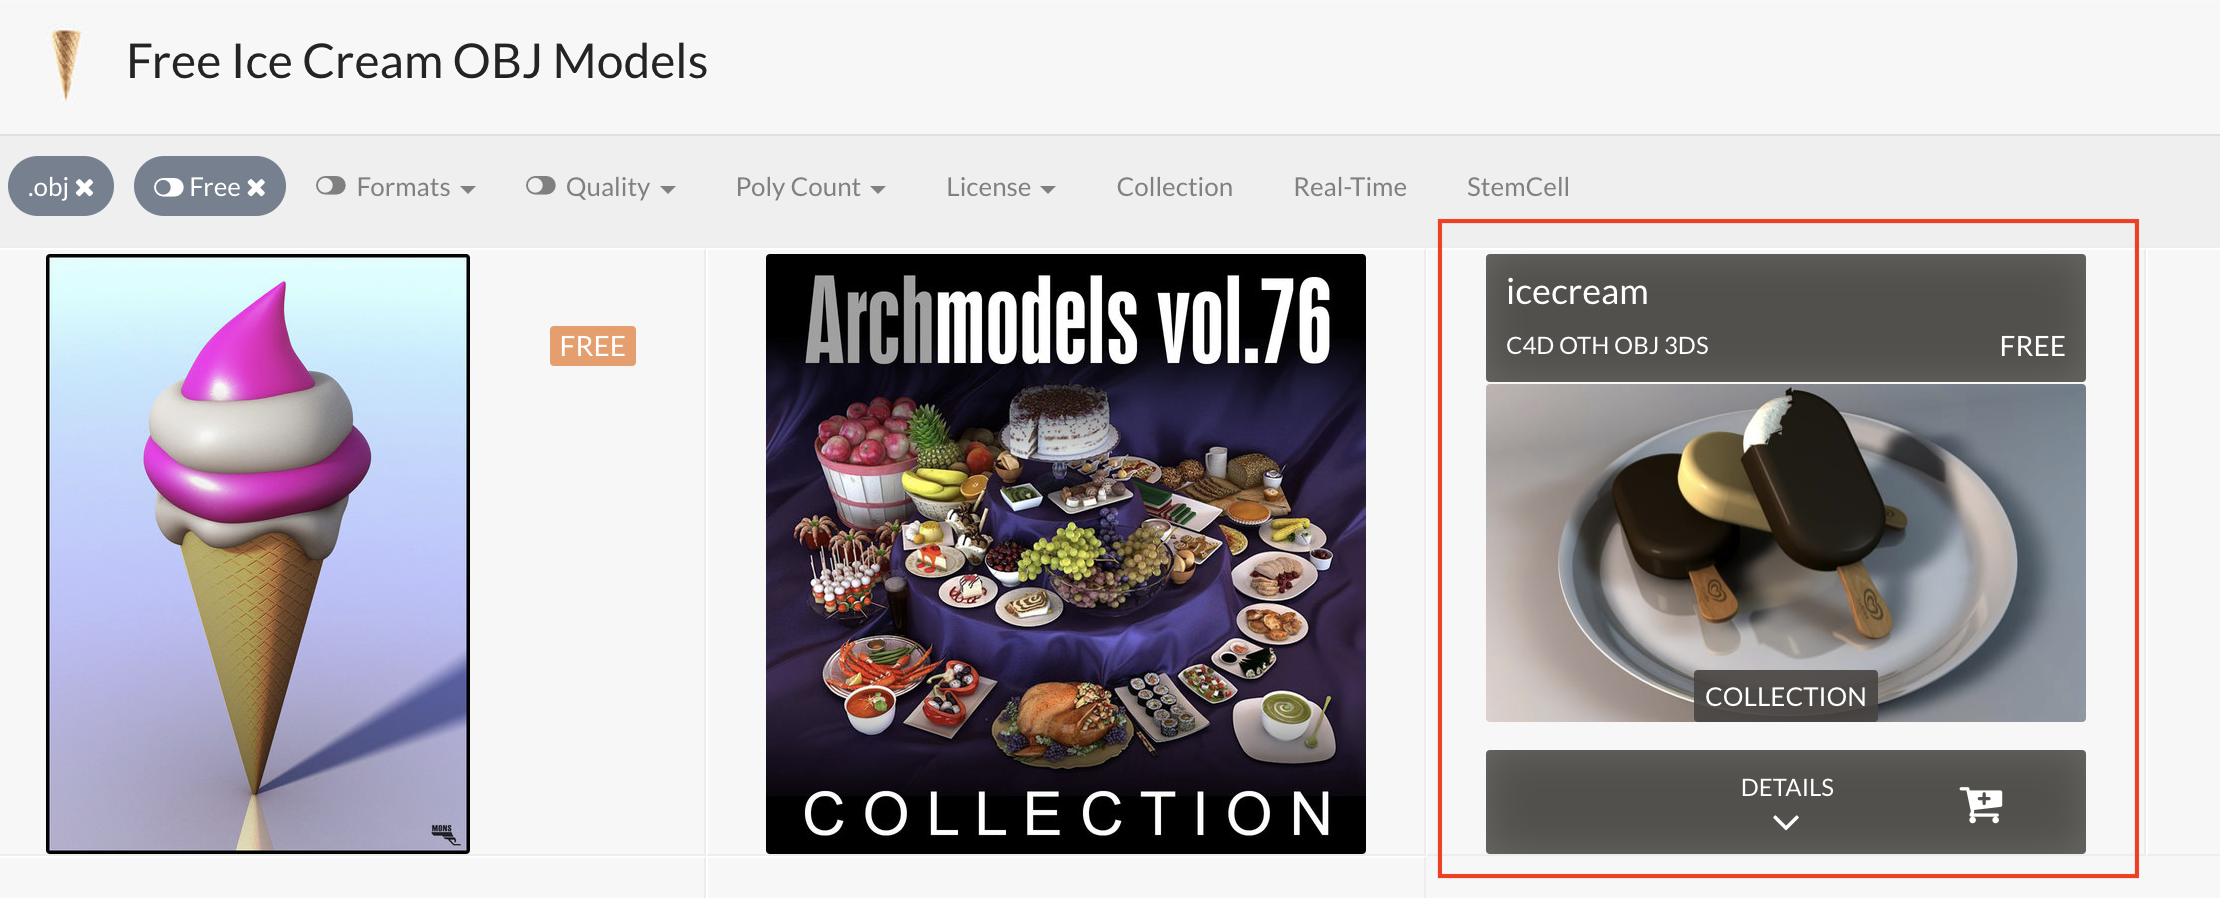 Free Ice Cream OBJ Models
.obj
Free
Formats
Quality
Poly Count
License
Collection
Real-Time
StemCell
FREE
MONS
Archmodels vol.76
COLLECTION
icecream
C4D OTH OBJ 3DS
FREE
COLLECTION
DETAILS